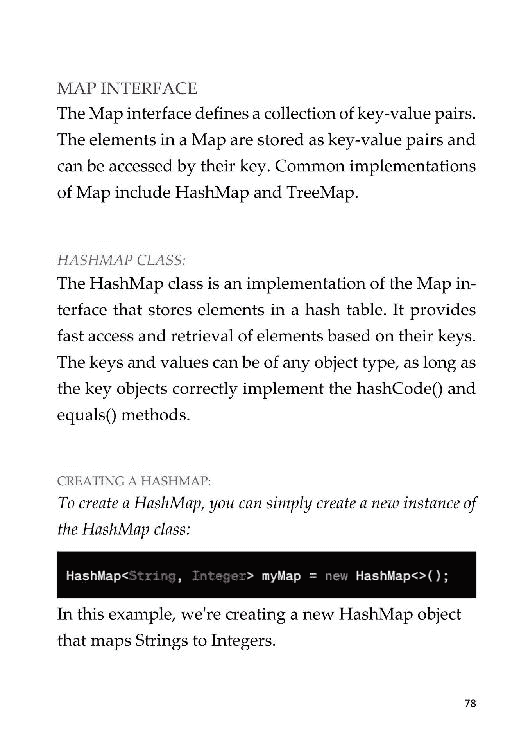 MAP INTERFACE
The Map interface defines a collection of key-value pairs.
The elements in a Map are stored as key-value pairs and
can be accessed by their key. Common implementations
of Map include HashMap and TreeMap.
HASHMAP CLASS:
The HashMap class is an implementation of the Map in-
terface that stores elements in a hash table. It provides
fast access and retrieval of elements based on their keys.
The keys and values can be of any object type, as long as
the key objects correctly implement the hashCode() and
equals() methods.
CREATING A HASHMAP:
To create a HashMap, you can simply create a new instance of
the HashMap class:
HashMap<String, Integer> myMap = new HashMap<>();
In this example, we're creating a new HashMap object
that maps Strings to Integers.
78